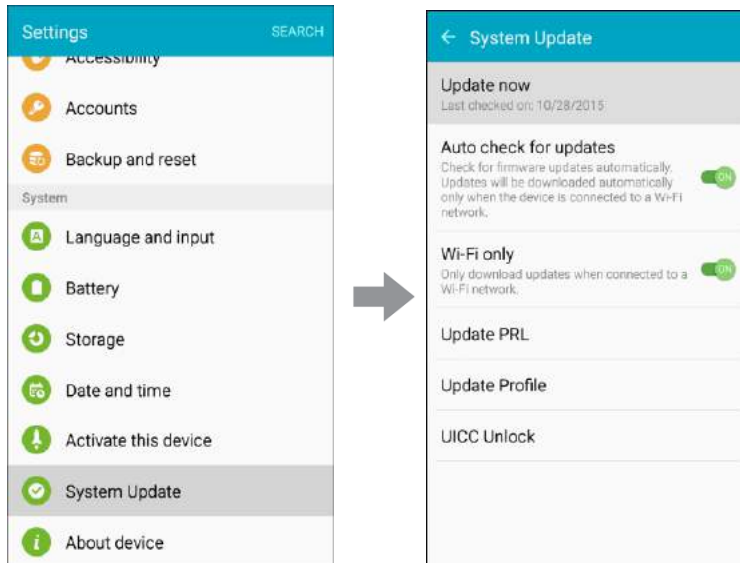 Settings
SEARCH
Accessibility
Accounts
Backup and reset
System
Language and input
Battery
Storage
Date and time
Activate this device
System Update
About device
System Update
Update now
Last checked on: 10/28/2015
Auto check for updates
Check for firmware updates automatically.
Updates will be downloaded automatically
only when the device is connected to a Wi-Fi
network.
ON
Wi-Fi only
Only download updates when connected to a
Wi-Fi network.
ON
Update PRL
Update Profile
UICC Unlock